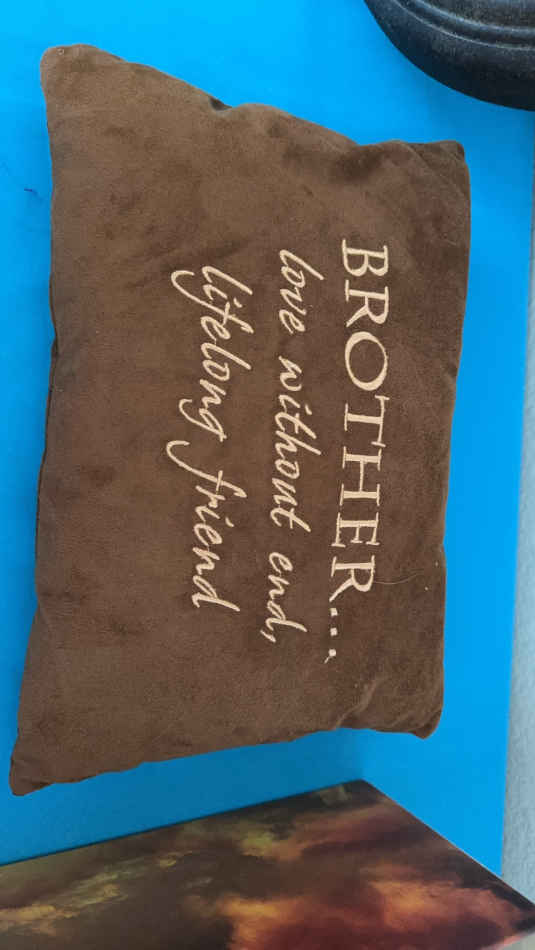 BROTHER...
love without end,
lifelong friend